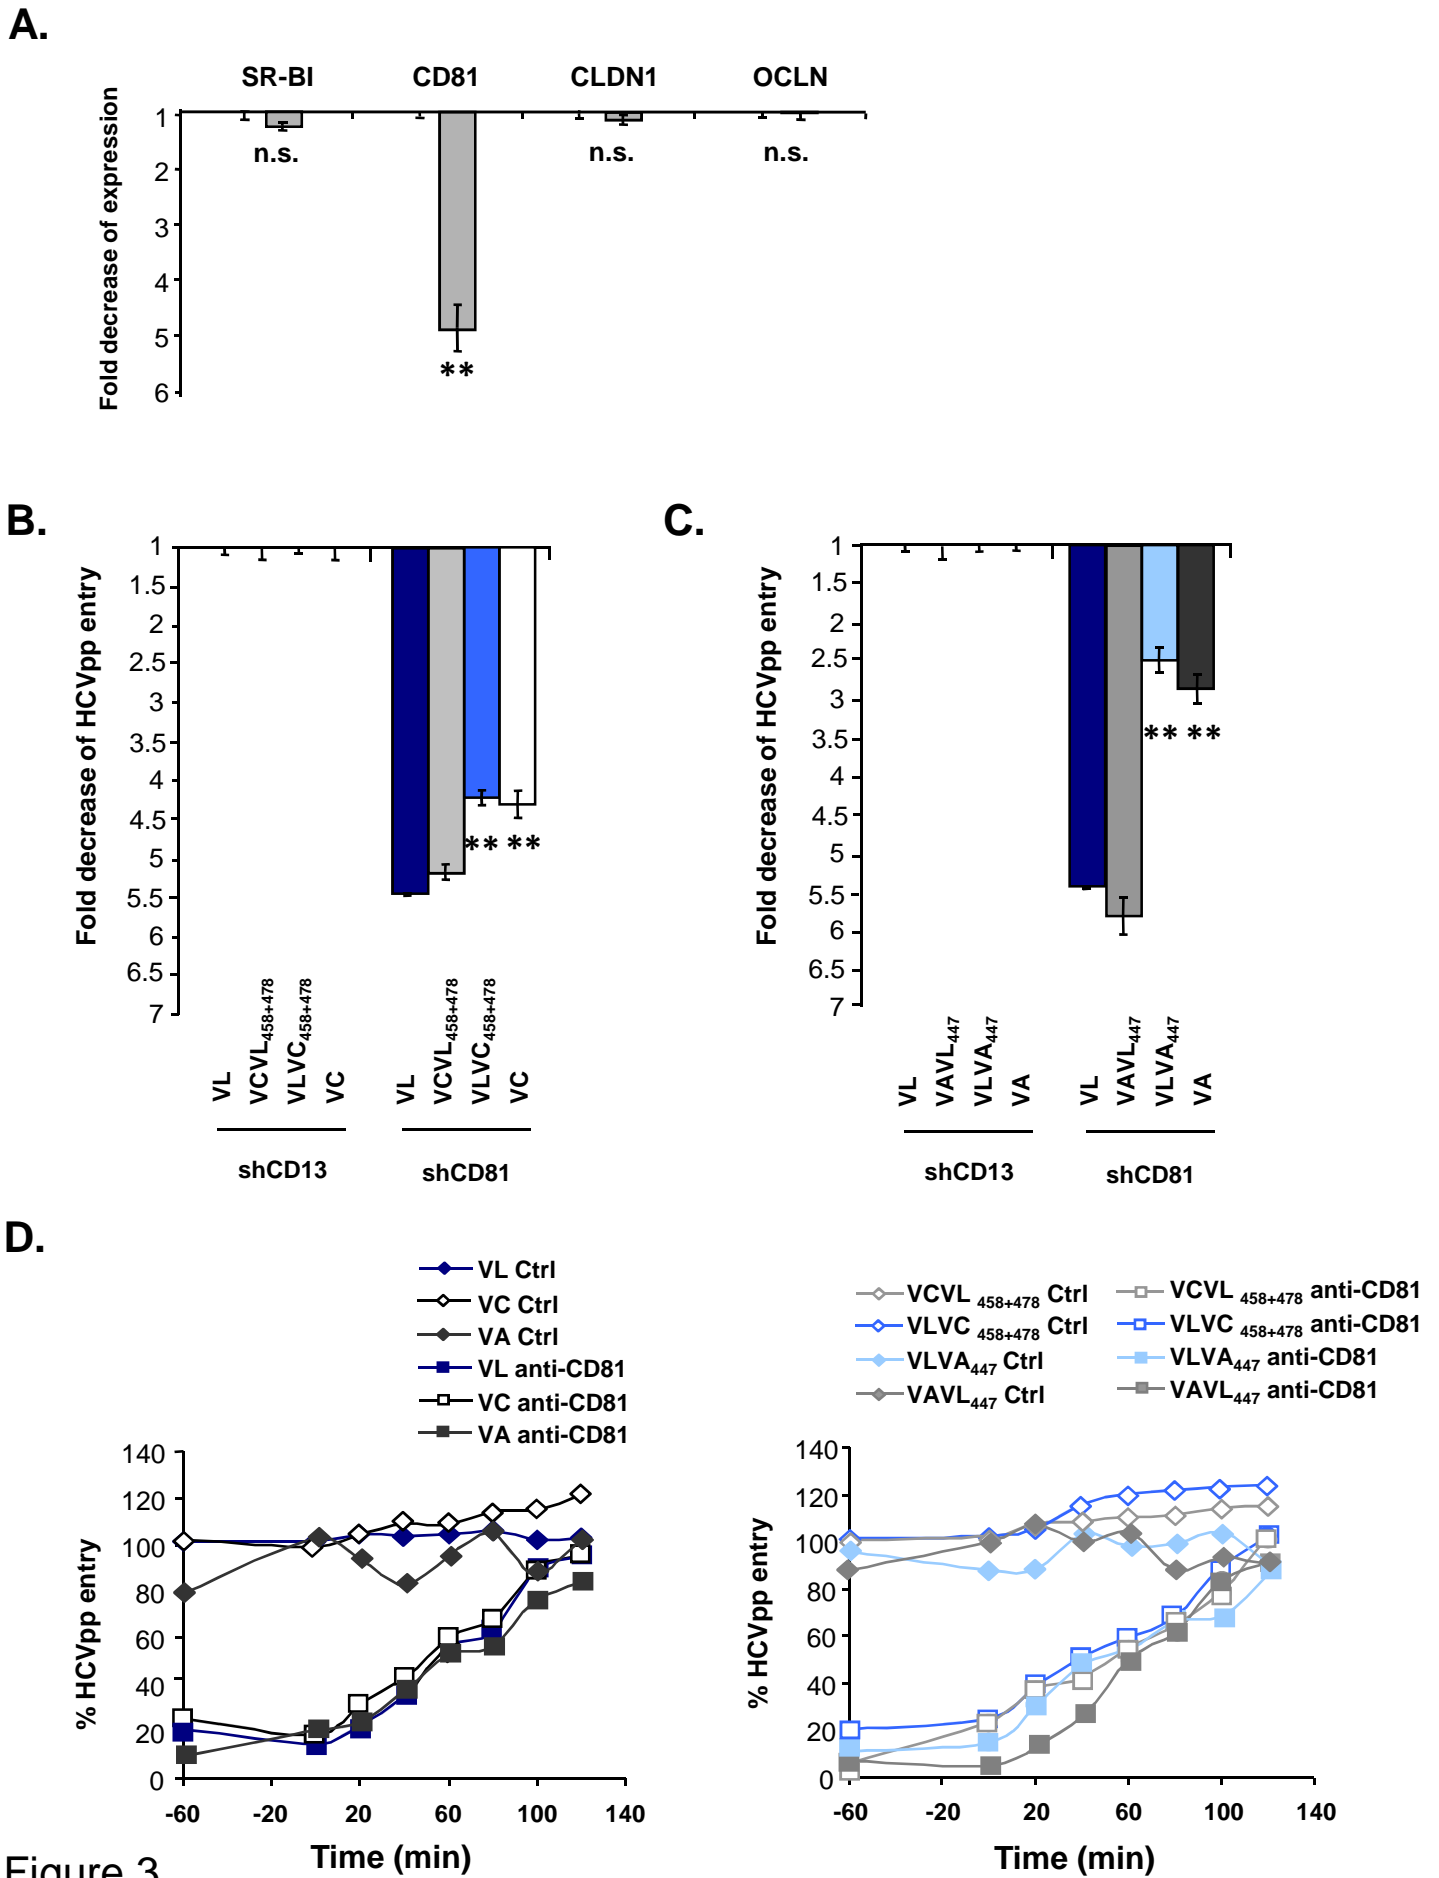 A.
SR-BI CD81 CLDN1 OCLN
Fold decrease of expression
1
2
3
4
5
6
n.s.
**
n.s.
n.s.
B.
Fold decrease of HCVpp entry
1
1.5
2
2.5
3
3.5
4
4.5
5
5.5
6
6.5
7
** **
VL VCVL458+478 VLVC458+478 VC VL VCVL458+478 VLVC458+478 VC
shCD13 shCD81
C.
Fold decrease of HCVpp entry
1
1.5
2
2.5
3
3.5
4
4.5
5
5.5
6
6.5
7
** **
VL VAVL447 VLVA447 VA VL VAVL447 VLVA447 VA
shCD13 shCD81
D.
VL Ctrl
VC Ctrl
VA Ctrl
VL anti-CD81
VC anti-CD81
VA anti-CD81
% HCVpp entry
140
120
100
80
60
40
20
0
-60 -20 20 60 100 140
Time (min)
VCVL 458+478 Ctrl VCVL 458+478 anti-CD81
VLVC 458+478 Ctrl VLVC 458+478 anti-CD81
VLVA447 Ctrl VLVA447 anti-CD81
VAVL447 Ctrl VAVL447 anti-CD81
% HCVpp entry
140
120
100
80
60
40
20
0
-60 -20 20 60 100 140
Time (min)
Figure 3